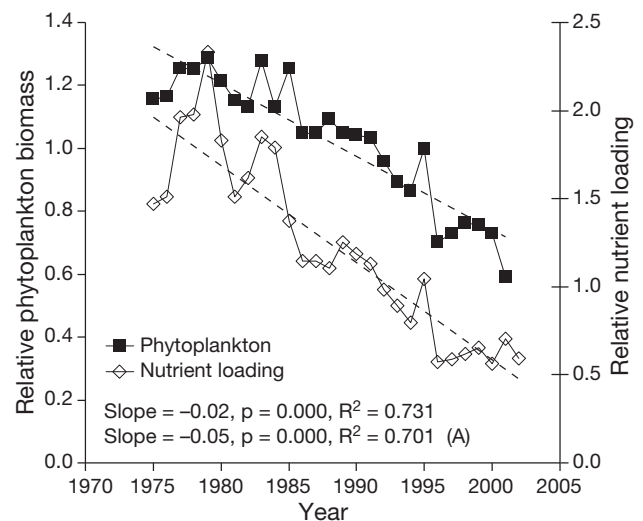 Relative phytoplankton biomass
1.4
1.2
1.0
0.8
0.6
0.4
0.2
0.0
2.5
2.0
1.5
1.0
0.5
0.0
Relative nutrient loading
Phytoplankton
Nutrient loading
Slope = –0.02, p = 0.000, R² = 0.731
Slope = –0.05, p = 0.000, R² = 0.701 (A)
1970 1975 1980 1985 1990 1995 2000 2005
Year